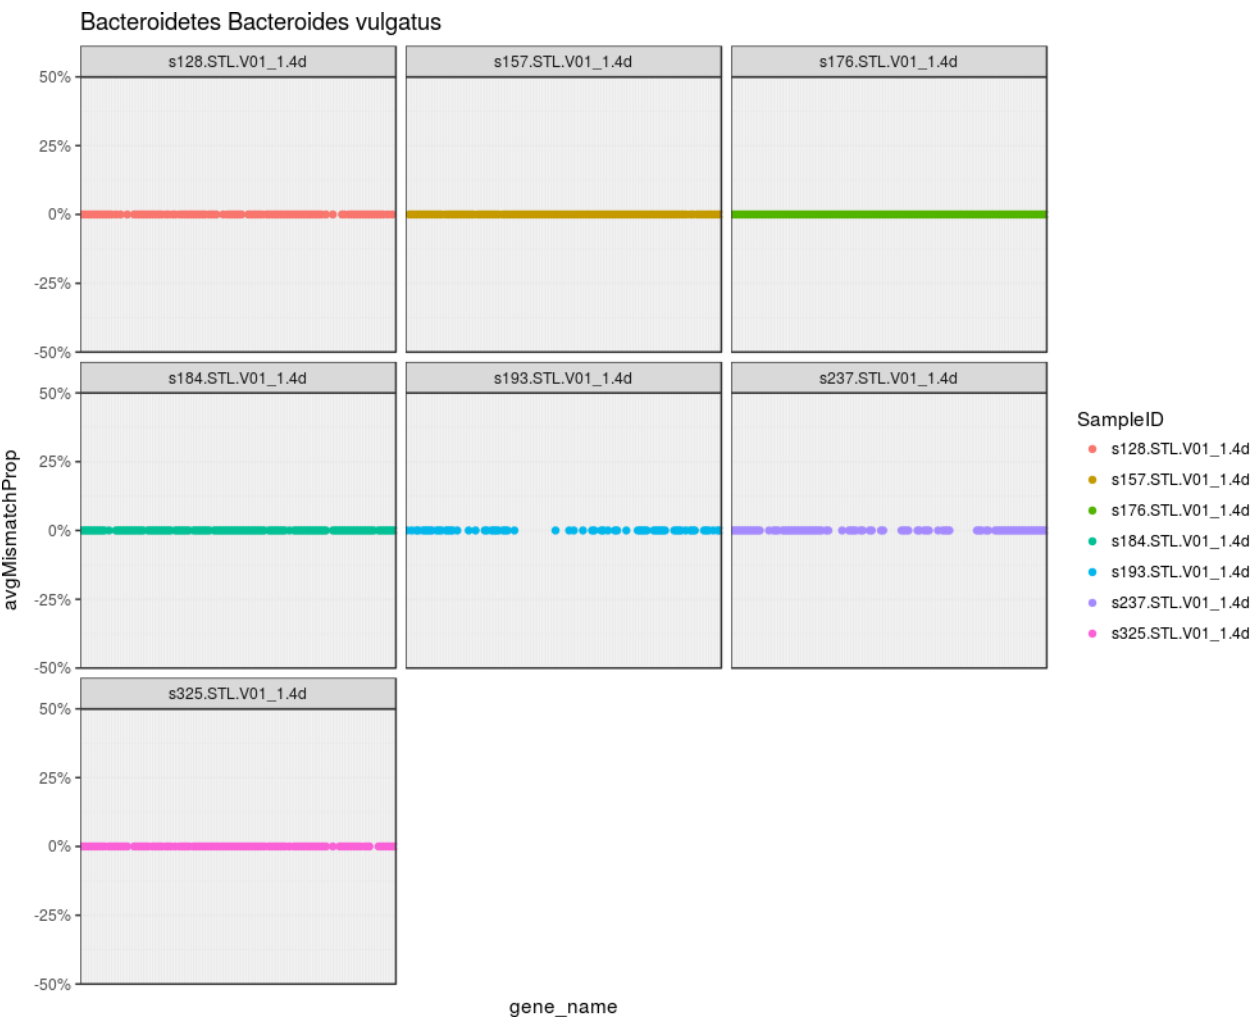 Bacteroidetes Bacteroides vulgatus
s128.STL.V01_1.4d
s157.STL.V01_1.4d
s176.STL.V01_1.4d
50%
25%
0%
-25%
-50%
s184.STL.V01_1.4d
s193.STL.V01_1.4d
s237.STL.V01_1.4d
50%
25%
0%
-25%
-50%
s325.STL.V01_1.4d
50%
25%
0%
-25%
-50%
avgMismatchProp
gene_name
SampleID
s128.STL.V01_1.4d
s157.STL.V01_1.4d
s176.STL.V01_1.4d
s184.STL.V01_1.4d
s193.STL.V01_1.4d
s237.STL.V01_1.4d
s325.STL.V01_1.4d